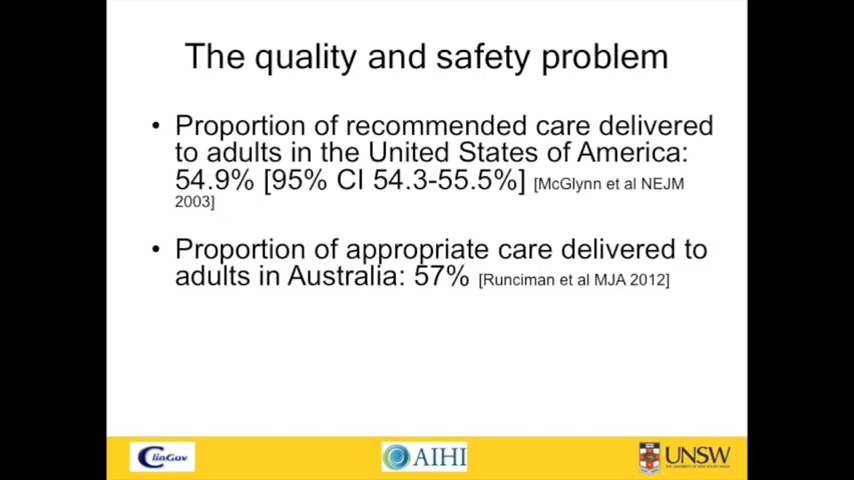 The quality and safety problem
• Proportion of recommended care delivered
to adults in the United States of America:
54.9% [95% CI 54.3-55.5%] [McGlynn et al NEJM
2003]
• Proportion of appropriate care delivered to
adults in Australia: 57% [Runciman et al MJA 2012]
ClinGov
AIHI
UNSW
THE UNIVERSITY OF NEW SOUTH WALES